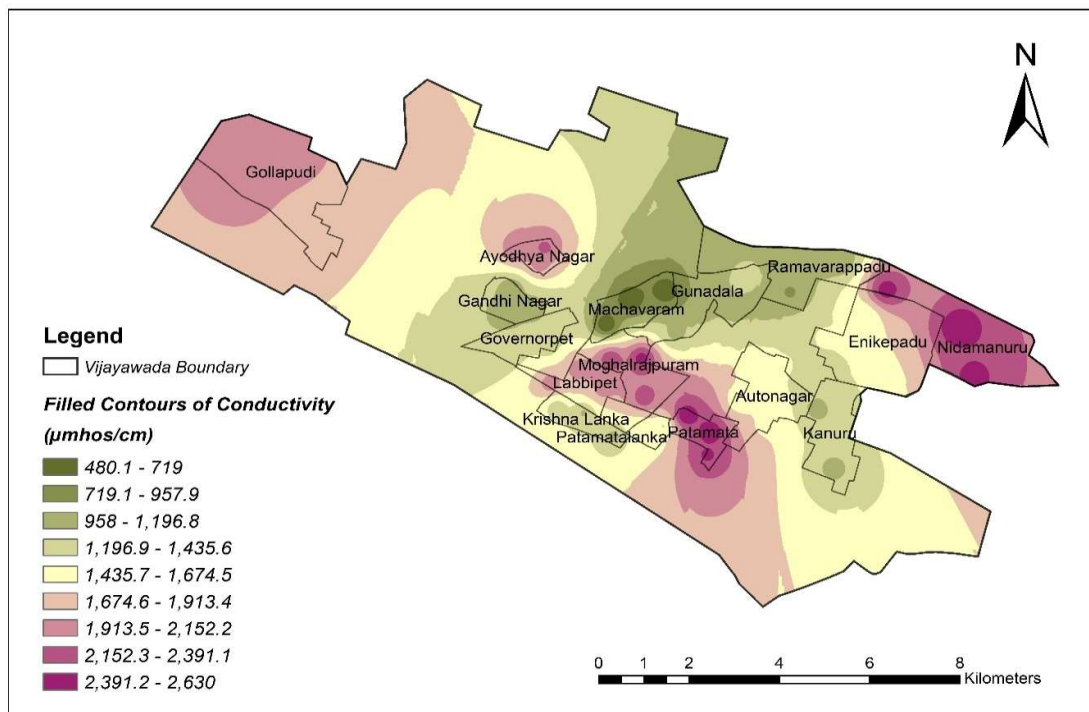 N
Gollapudi
Ayodhya Nagar
Ramavarappadu
Gandhi Nagar
Gunadala
Machavaram
Governorpet
Enikepadu
Nidamanuru
Moghalrajpuram
Labbipet
Autonagar
Krishna Lanka
Patamata
Kanuru
Patamatalanka
Legend
Vijayawada Boundary
Filled Contours of Conductivity
(µmhos/cm)
480.1 - 719
719.1 - 957.9
958 - 1,196.8
1,196.9 - 1,435.6
1,435.7 - 1,674.5
1,674.6 - 1,913.4
1,913.5 - 2,152.2
2,152.3 - 2,391.1
2,391.2 - 2,630
0 1 2 4 6 8
Kilometers